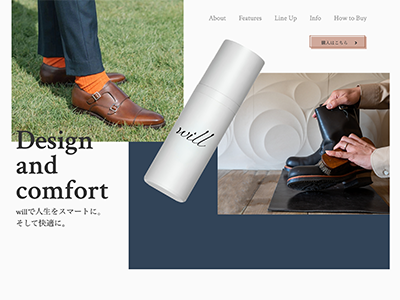 About Features Line Up Info How to Buy
購入はこちら
will
Design
and
comfort
willで人生をスマートに。
そして快適に。